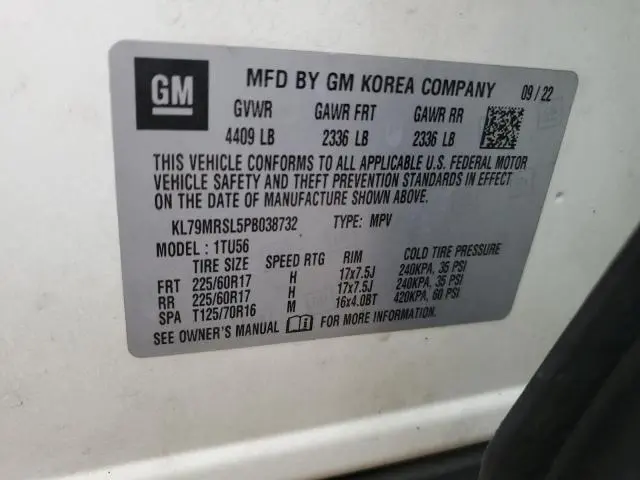 GM
MFD BY GM KOREA COMPANY 09/22
GVWR GAWR FRT GAWR RR
4409 LB 2336 LB 2336 LB
THIS VEHICLE CONFORMS TO ALL APPLICABLE U.S. FEDERAL MOTOR
VEHICLE SAFETY AND THEFT PREVENTION STANDARDS IN EFFECT
ON THE DATE OF MANUFACTURE SHOWN ABOVE.
KL79MRSL5PB038732 TYPE: MPV
MODEL : 1TU56
TIRE SIZE SPEED RTG RIM COLD TIRE PRESSURE
FRT 225/60R17 H 17x7.5J 240KPA, 35 PSI
RR 225/60R17 H 17x7.5J 240KPA, 35 PSI
SPA T125/70R16 M 16x4.0BT 420KPA, 60 PSI
SEE OWNER'S MANUAL FOR MORE INFORMATION.